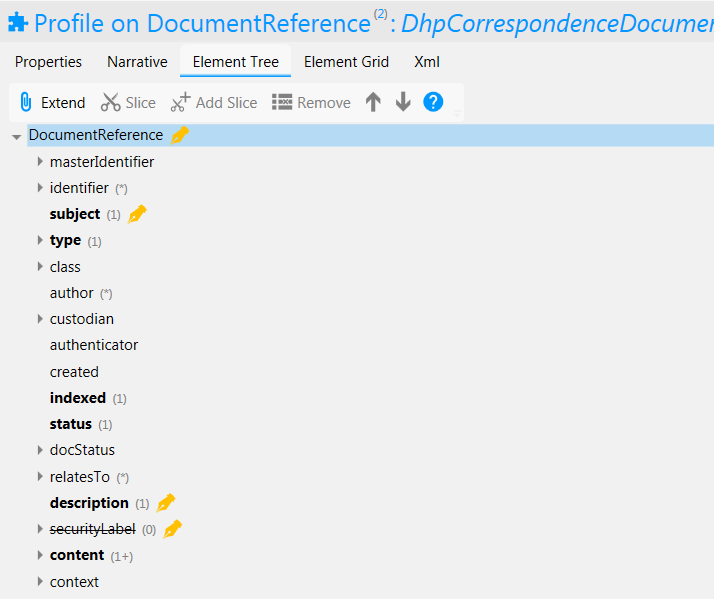 Profile on DocumentReference (2) : DhpCorrespondenceDocumen
Properties Narrative Element Tree Element Grid Xml
Extend Slice Add Slice Remove ?
DocumentReference
masterIdentifier
identifier (*)
subject (1)
type (1)
class
author (*)
custodian
authenticator
created
indexed (1)
status (1)
docStatus
relatesTo (*)
description (1)
securityLabel (0)
content (1+)
context